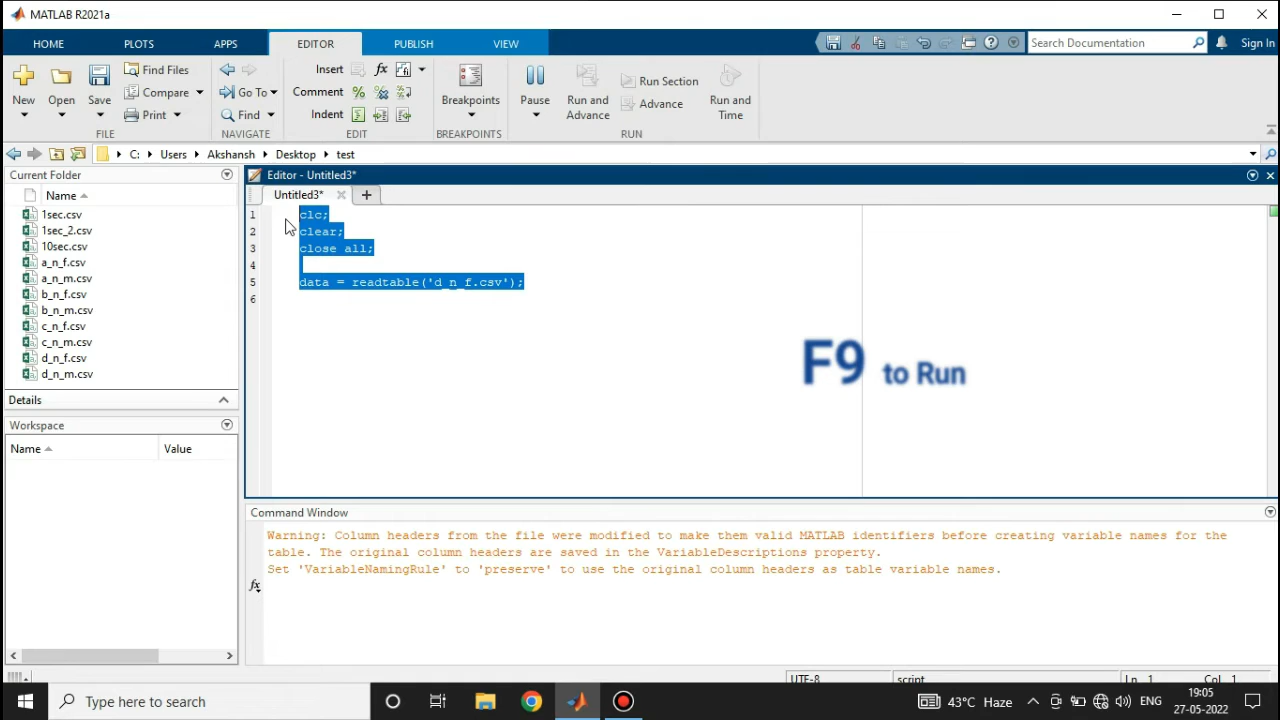 MATLAB R2021a
HOME PLOTS APPS EDITOR PUBLISH VIEW Search Documentation Sign In
New Open Save Find Files Compare Print Go To Find Insert fx Comment % Indent Breakpoints Pause Run and Advance Run Section Advance Run and Time
FILE NAVIGATE EDIT BREAKPOINTS RUN
C: Users Akshansh Desktop test
Current Folder
Name
1sec.csv
1sec_2.csv
10sec.csv
a_n_f.csv
a_n_m.csv
b_n_f.csv
b_n_m.csv
c_n_f.csv
c_n_m.csv
d_n_f.csv
d_n_m.csv
Details
Workspace
Name Value
Editor - Untitled3*
Untitled3*
1 clc;
2 clear;
3 close all;
4
5 data = readtable('d_n_f.csv');
6
F9 to Run
Command Window
Warning: Column headers from the file were modified to make them valid MATLAB identifiers before creating variable names for the
table. The original column headers are saved in the VariableDescriptions property.
Set 'VariableNamingRule' to 'preserve' to use the original column headers as table variable names.
fx
UTF-8 script Ln 1 Col 1
Type here to search
43°C Haze
ENG
19:05
27-05-2022